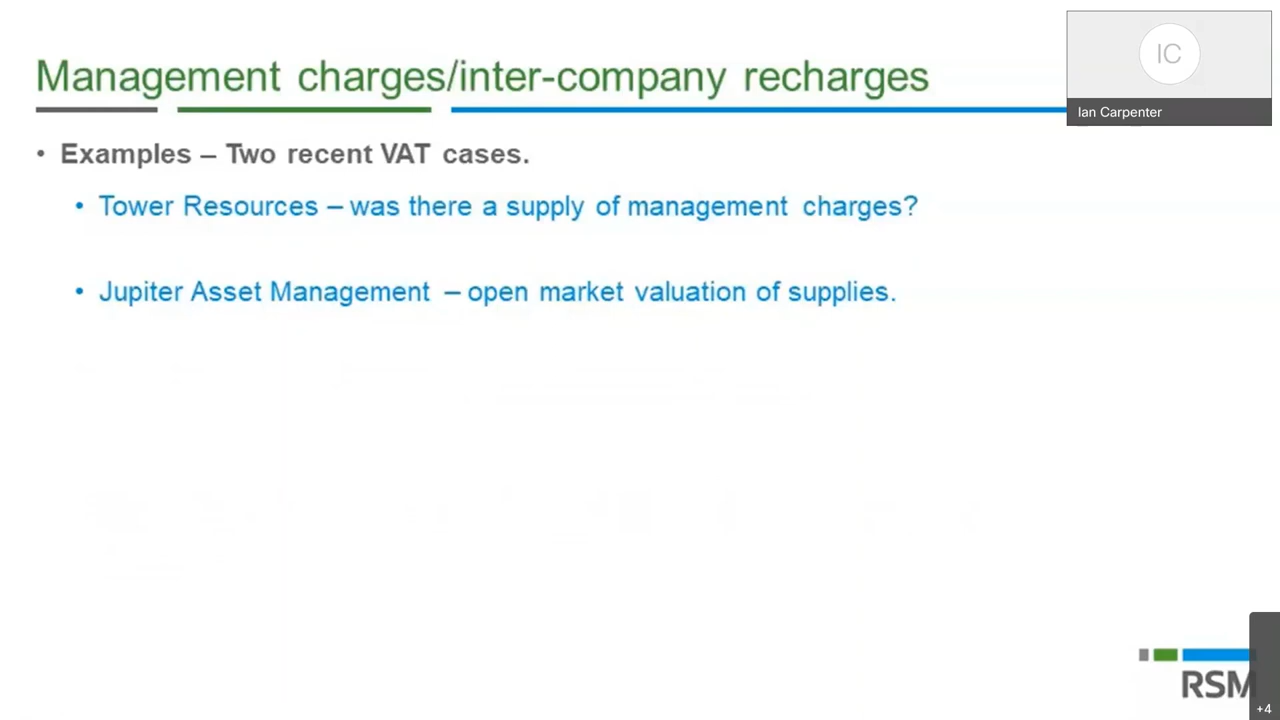 Management charges/inter-company recharges
IC
Ian Carpenter
• Examples – Two recent VAT cases.
• Tower Resources – was there a supply of management charges?
• Jupiter Asset Management – open market valuation of supplies.
RSM
+4